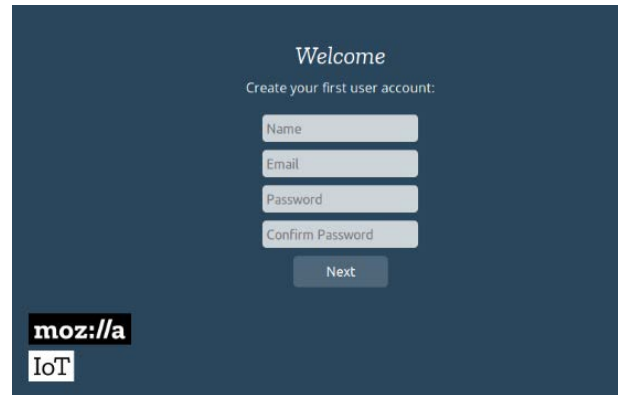 Welcome
Create your first user account:
Name
Email
Password
Confirm Password
Next
moz://a
IoT